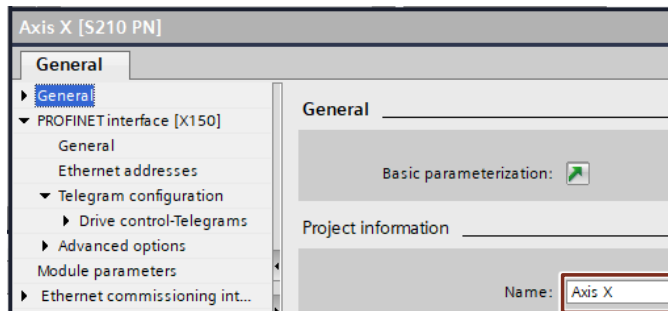 Axis X [S210 PN]
General
General
PROFINET interface [X150]
General
Ethernet addresses
Telegram configuration
Drive control-Telegrams
Advanced options
Module parameters
Ethernet commissioning int...
General
Basic parameterization:
Project information
Name: Axis X